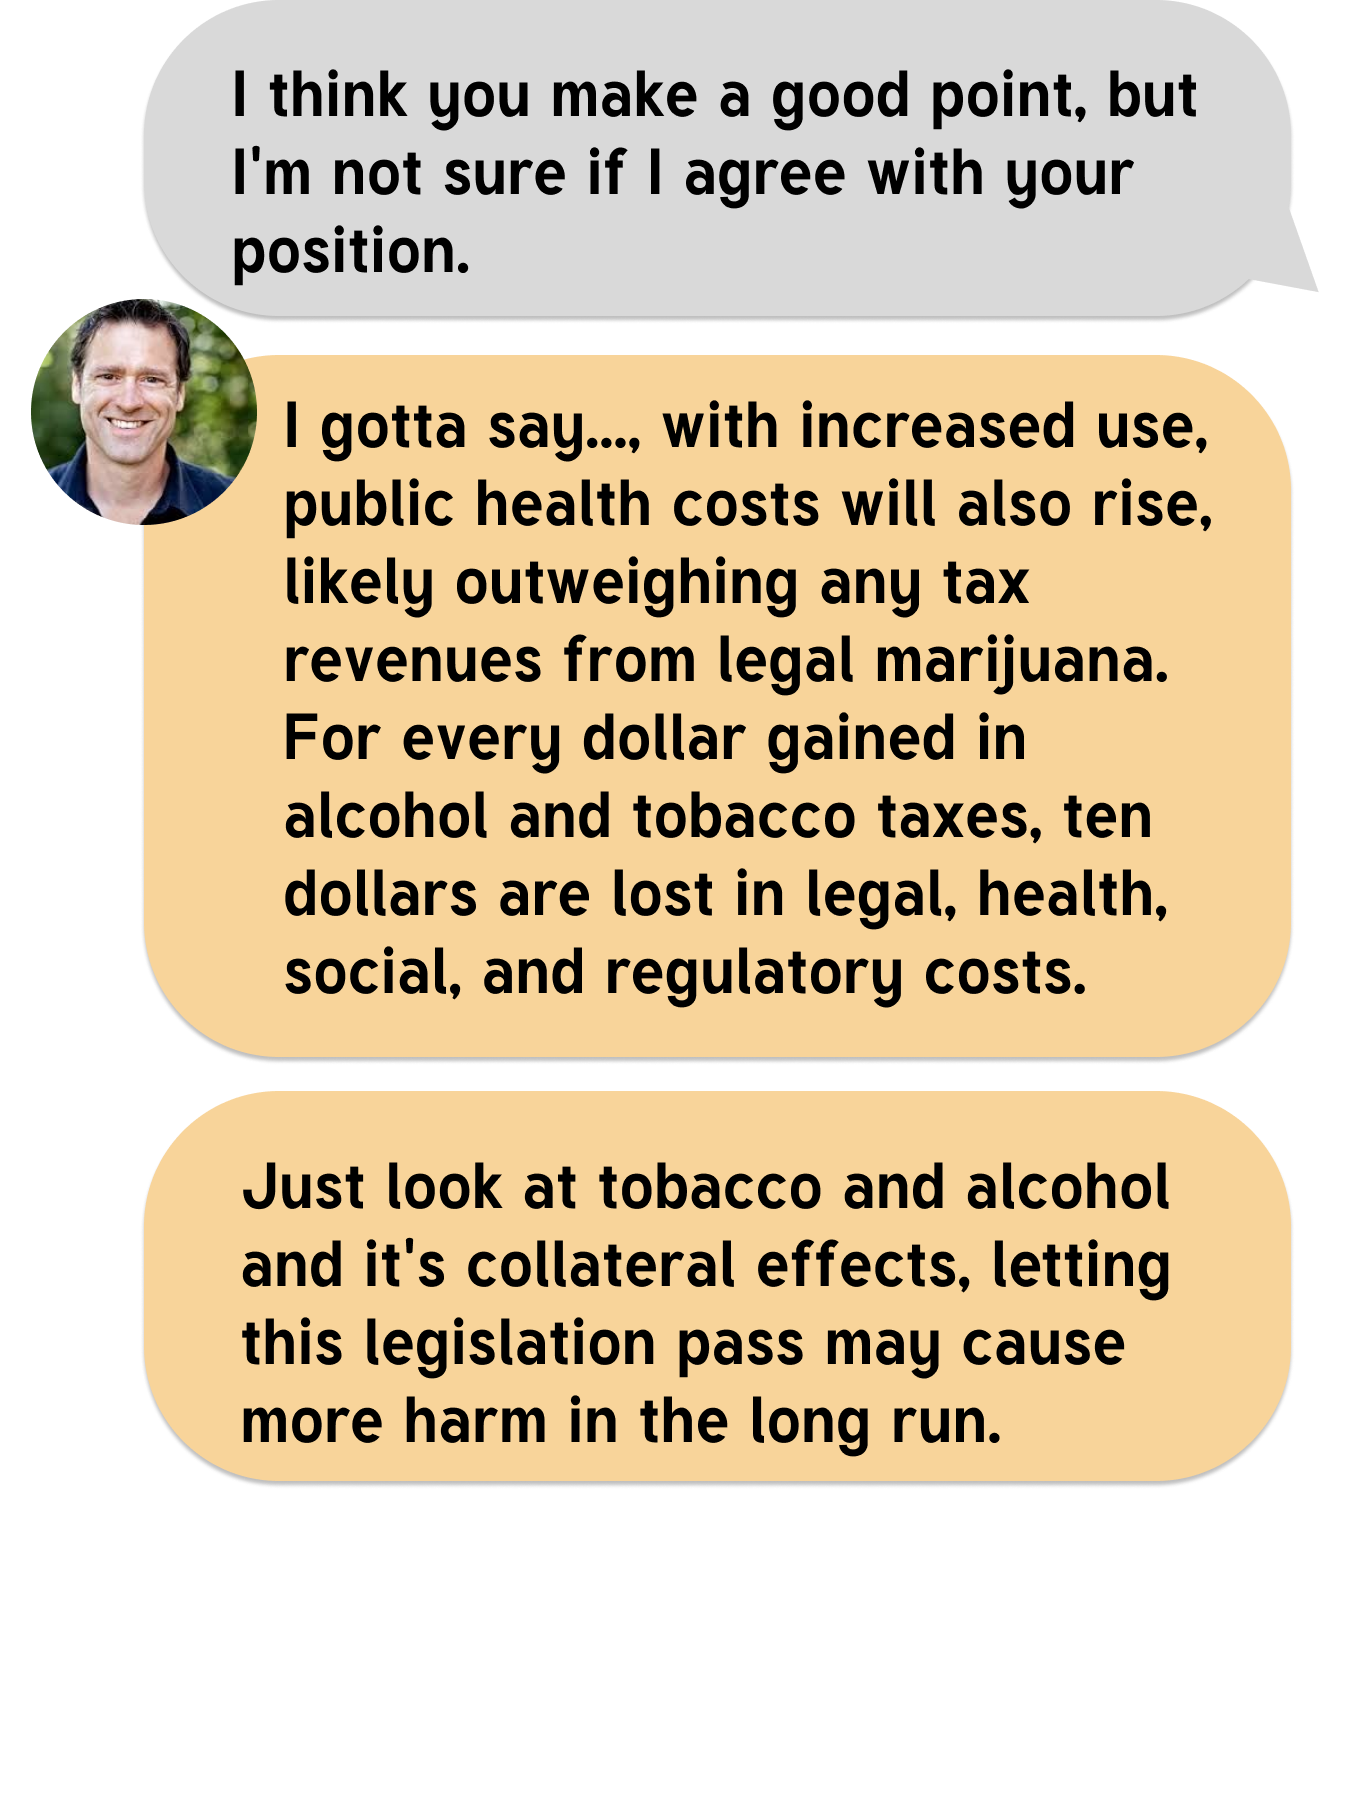 I think you make a good point, but
I'm not sure if I agree with your
position.
I gotta say..., with increased use,
public health costs will also rise,
likely outweighing any tax
revenues from legal marijuana.
For every dollar gained in
alcohol and tobacco taxes, ten
dollars are lost in legal, health,
social, and regulatory costs.
Just look at tobacco and alcohol
and it's collateral effects, letting
this legislation pass may cause
more harm in the long run.